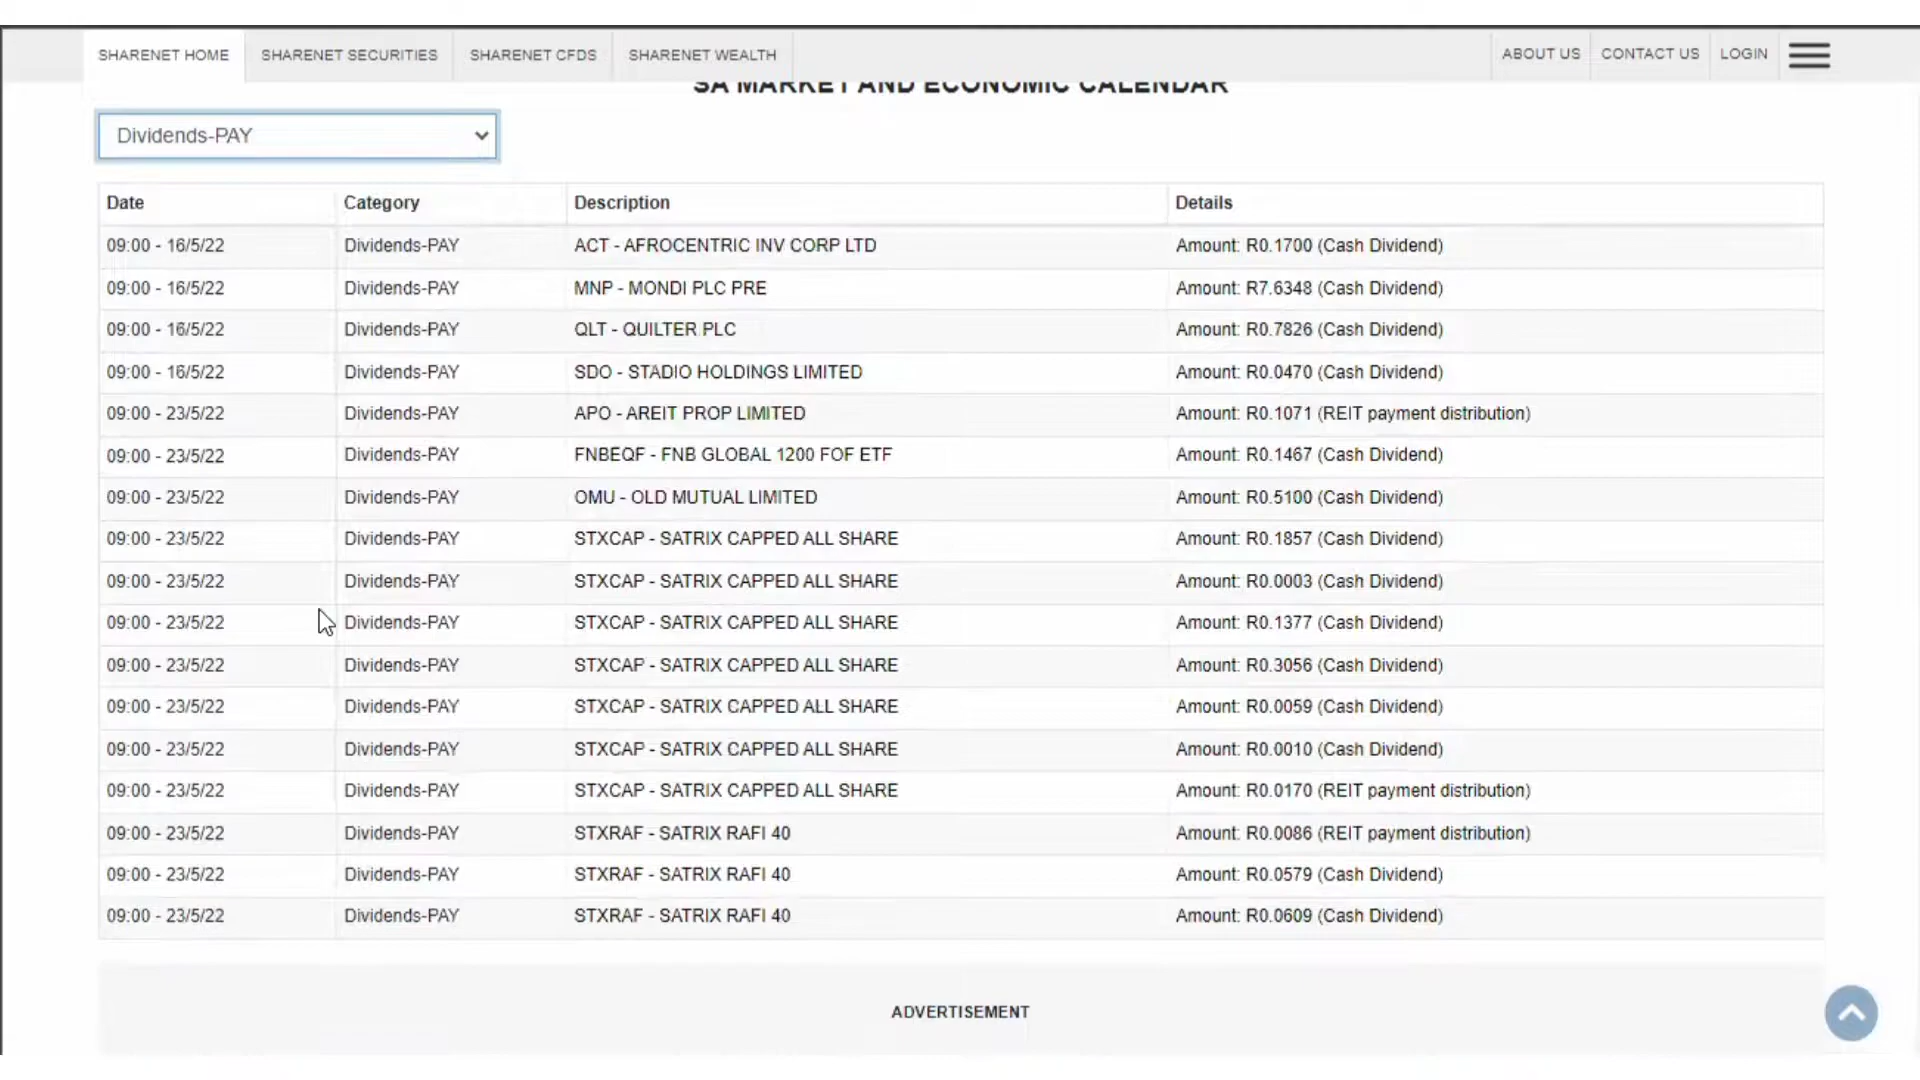 SHARENET HOME SHARENET SECURITIES SHARENET CFDS SHARENET WEALTH ABOUT US CONTACT US LOGIN
SA MARKET AND ECONOMIC CALENDAR
Dividends-PAY
Date Category Description Details
09:00 - 16/5/22 Dividends-PAY ACT - AFROCENTRIC INV CORP LTD Amount: R0.1700 (Cash Dividend)
09:00 - 16/5/22 Dividends-PAY MNP - MONDI PLC PRE Amount: R7.6348 (Cash Dividend)
09:00 - 16/5/22 Dividends-PAY QLT - QUILTER PLC Amount: R0.7826 (Cash Dividend)
09:00 - 16/5/22 Dividends-PAY SDO - STADIO HOLDINGS LIMITED Amount: R0.0470 (Cash Dividend)
09:00 - 23/5/22 Dividends-PAY APO - AREIT PROP LIMITED Amount: R0.1071 (REIT payment distribution)
09:00 - 23/5/22 Dividends-PAY FNBEQF - FNB GLOBAL 1200 FOF ETF Amount: R0.1467 (Cash Dividend)
09:00 - 23/5/22 Dividends-PAY OMU - OLD MUTUAL LIMITED Amount: R0.5100 (Cash Dividend)
09:00 - 23/5/22 Dividends-PAY STXCAP - SATRIX CAPPED ALL SHARE Amount: R0.1857 (Cash Dividend)
09:00 - 23/5/22 Dividends-PAY STXCAP - SATRIX CAPPED ALL SHARE Amount: R0.0003 (Cash Dividend)
09:00 - 23/5/22 Dividends-PAY STXCAP - SATRIX CAPPED ALL SHARE Amount: R0.1377 (Cash Dividend)
09:00 - 23/5/22 Dividends-PAY STXCAP - SATRIX CAPPED ALL SHARE Amount: R0.3056 (Cash Dividend)
09:00 - 23/5/22 Dividends-PAY STXCAP - SATRIX CAPPED ALL SHARE Amount: R0.0059 (Cash Dividend)
09:00 - 23/5/22 Dividends-PAY STXCAP - SATRIX CAPPED ALL SHARE Amount: R0.0010 (Cash Dividend)
09:00 - 23/5/22 Dividends-PAY STXCAP - SATRIX CAPPED ALL SHARE Amount: R0.0170 (REIT payment distribution)
09:00 - 23/5/22 Dividends-PAY STXRAF - SATRIX RAFI 40 Amount: R0.0086 (REIT payment distribution)
09:00 - 23/5/22 Dividends-PAY STXRAF - SATRIX RAFI 40 Amount: R0.0579 (Cash Dividend)
09:00 - 23/5/22 Dividends-PAY STXRAF - SATRIX RAFI 40 Amount: R0.0609 (Cash Dividend)
ADVERTISEMENT